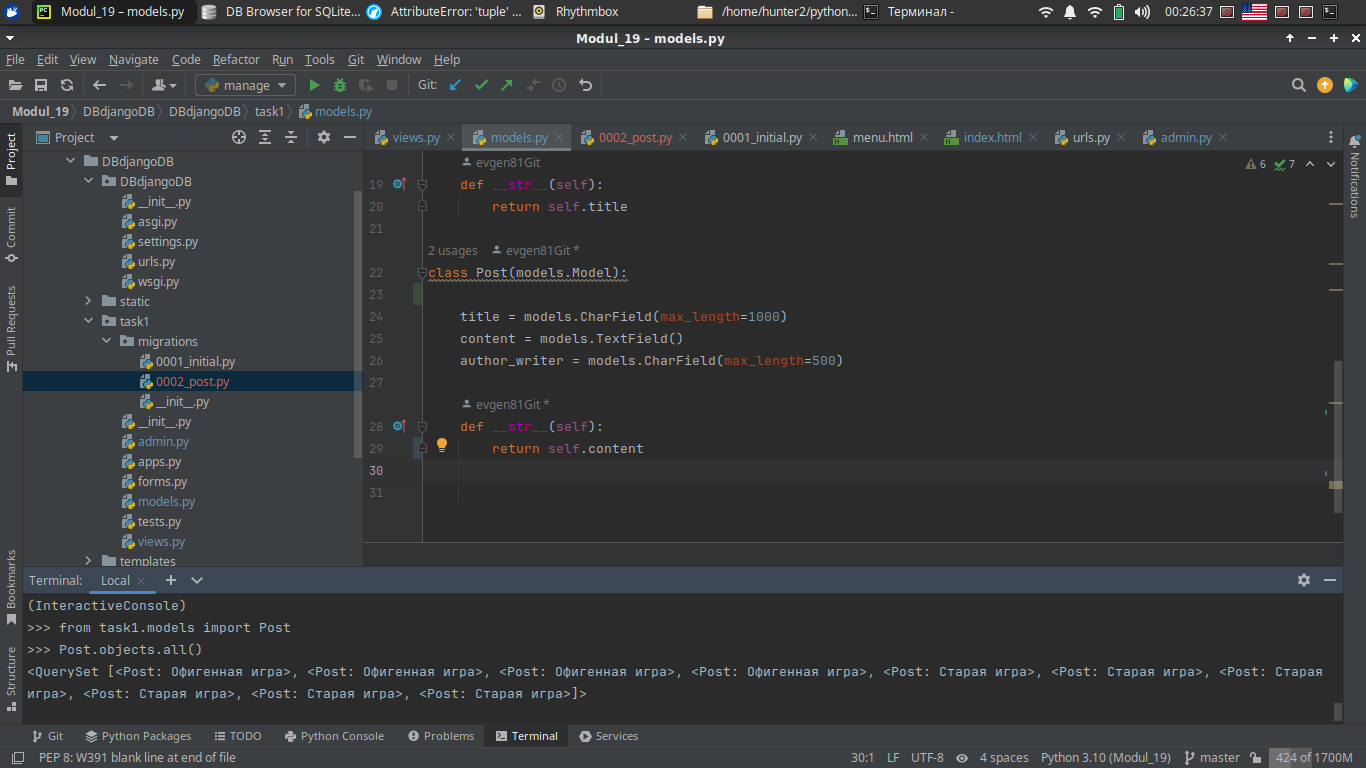 Modul_19 – models.py
DB Browser for SQLite...
AttributeError: 'tuple' ...
Rhythmbox
/home/hunter2/python...
Терминал -
00:26:37
Modul_19 – models.py
File Edit View Navigate Code Refactor Run Tools Git Window Help
manage
Git:
Modul_19 DBdjangoDB DBdjangoDB task1 models.py
Project
views.py models.py 0002_post.py 0001_initial.py menu.html index.html urls.py admin.py
DBdjangoDB
DBdjangoDB
__init__.py
asgi.py
settings.py
urls.py
wsgi.py
static
task1
migrations
0001_initial.py
0002_post.py
__init__.py
__init__.py
admin.py
apps.py
forms.py
models.py
tests.py
views.py
templates
Project
Commit
Pull Requests
Bookmarks
Structure
evgen81Git
6 7
19 def __str__(self):
20 return self.title
21
2 usages evgen81Git *
22 class Post(models.Model):
23
24 title = models.CharField(max_length=1000)
25 content = models.TextField()
26 author_writer = models.CharField(max_length=500)
27
evgen81Git *
28 def __str__(self):
29 return self.content
30
31
Notifications
Terminal: Local
(InteractiveConsole)
>>> from task1.models import Post
>>> Post.objects.all()
<QuerySet [<Post: Офигенная игра>, <Post: Офигенная игра>, <Post: Офигенная игра>, <Post: Офигенная игра>, <Post: Старая игра>, <Post: Старая игра>, <Post: Старая
игра>, <Post: Старая игра>, <Post: Старая игра>, <Post: Старая игра>]>
Git Python Packages TODO Python Console Problems Terminal Services
PEP 8: W391 blank line at end of file
30:1 LF UTF-8 4 spaces Python 3.10 (Modul_19) master 424 of 1700M